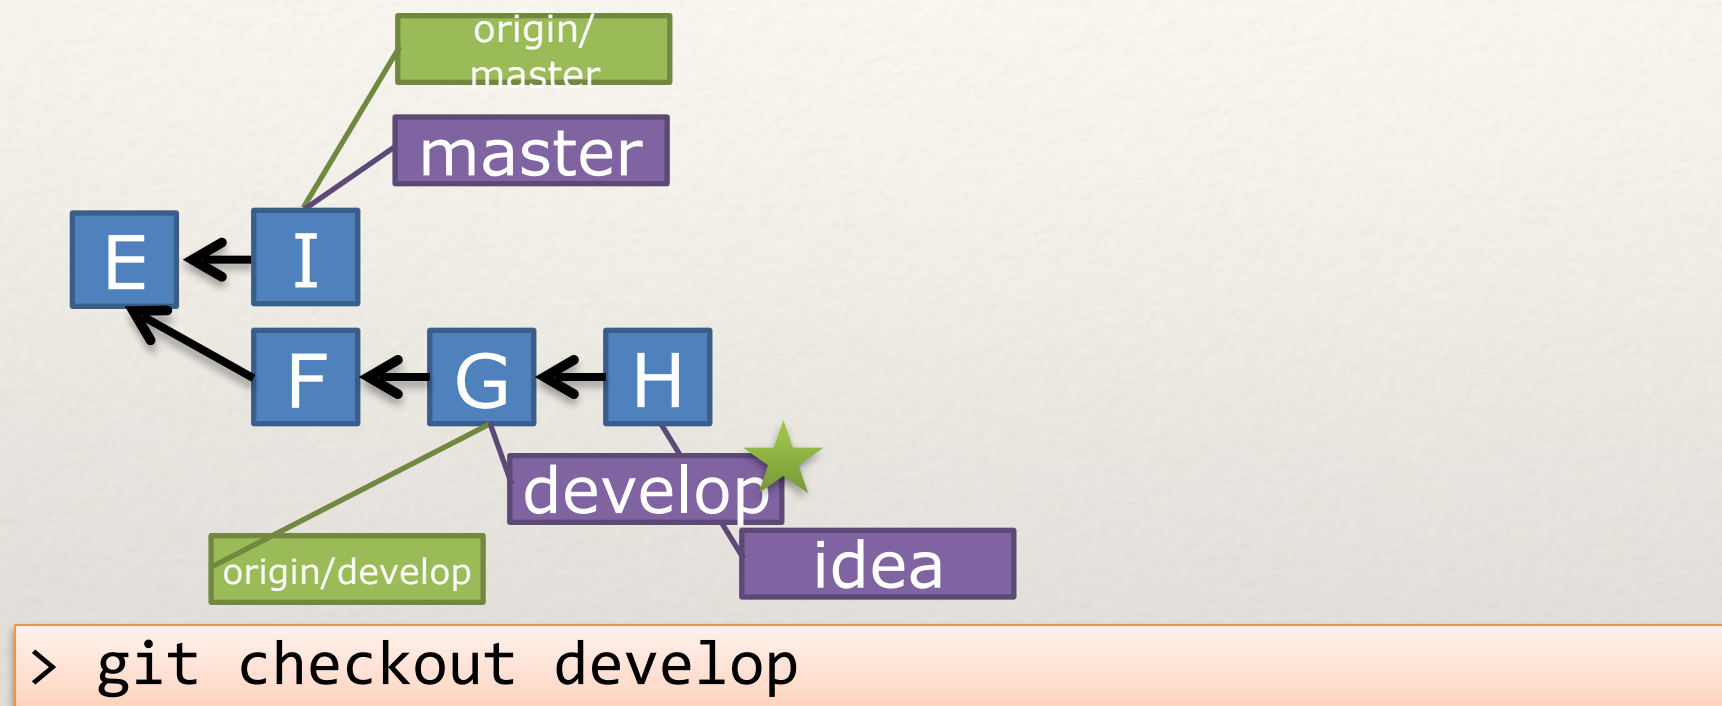 origin/
master
master
E
I
F
G
H
develop
origin/develop
idea
> git checkout develop